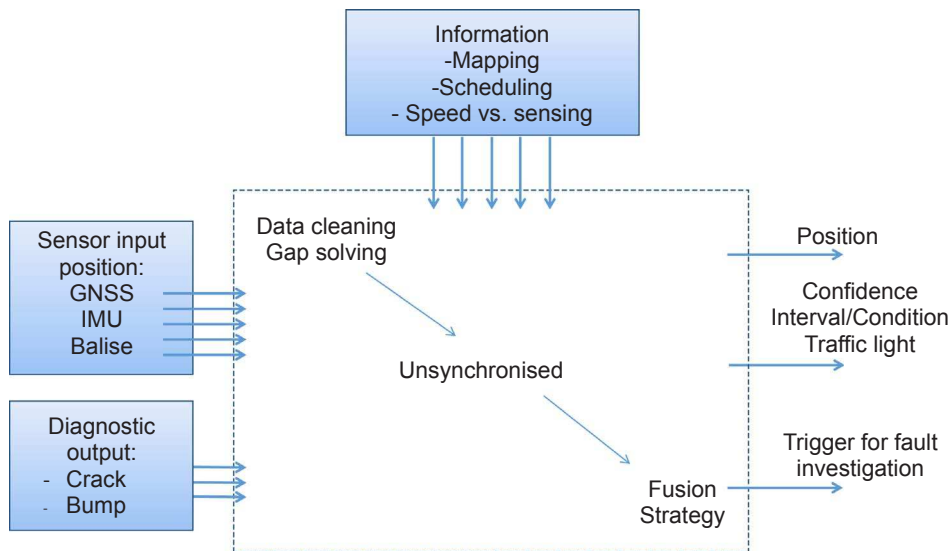 Information
-Mapping
-Scheduling
- Speed vs. sensing
Sensor input
position:
GNSS
IMU
Balise
Diagnostic
output:
- Crack
- Bump
Data cleaning
Gap solving
Unsynchronised
Fusion
Strategy
Position
Confidence
Interval/Condition
Traffic light
Trigger for fault
investigation